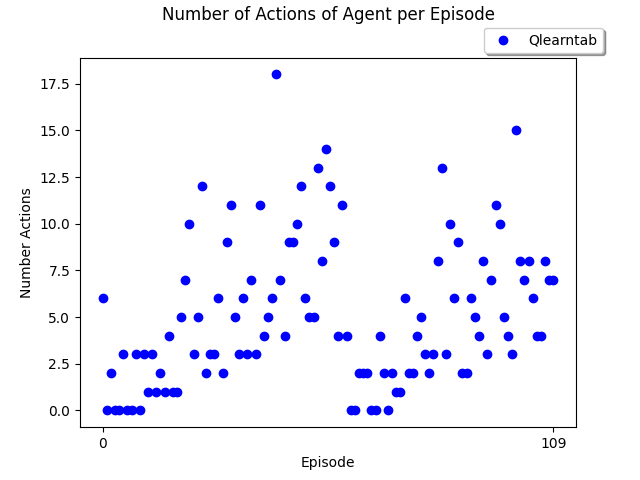 Number of Actions of Agent per Episode
Qlearntab
17.5
15.0
12.5
10.0
7.5
5.0
2.5
0.0
Number Actions
0
109
Episode